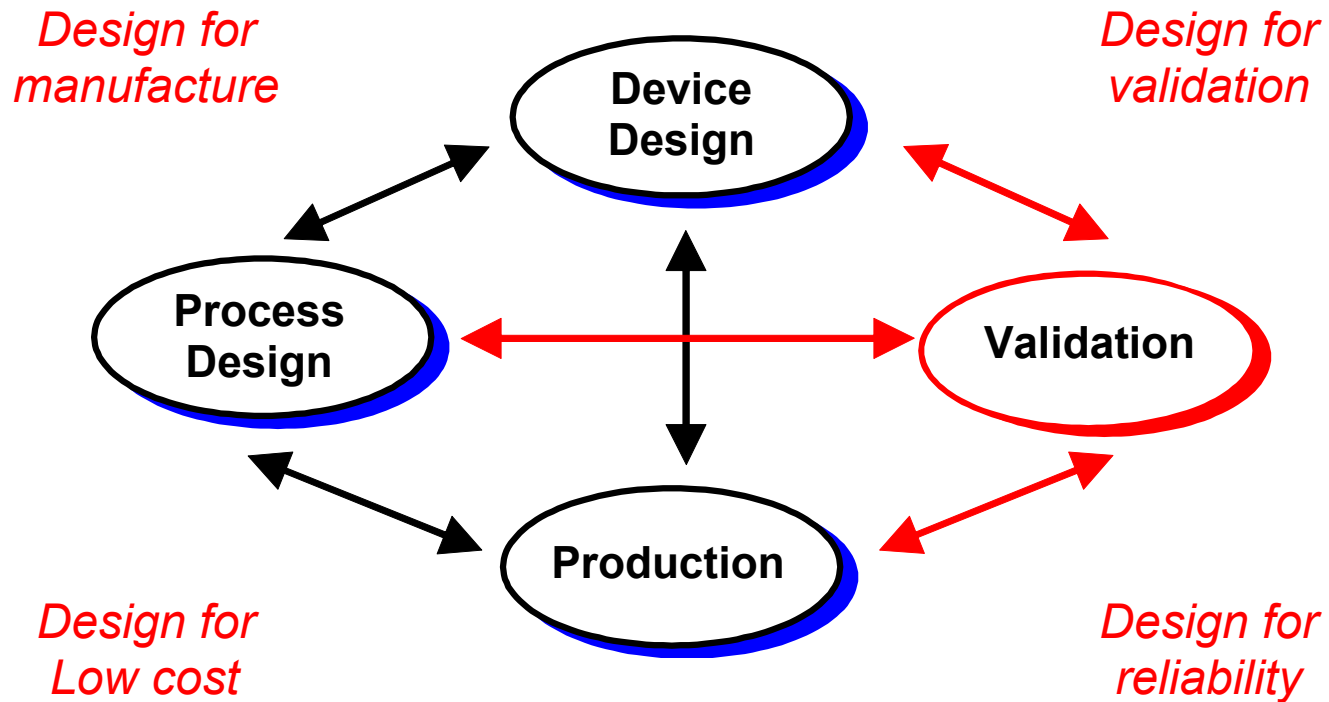 Design for
manufacture
Design for
validation
Device
Design
Process
Design
Validation
Production
Design for
Low cost
Design for
reliability